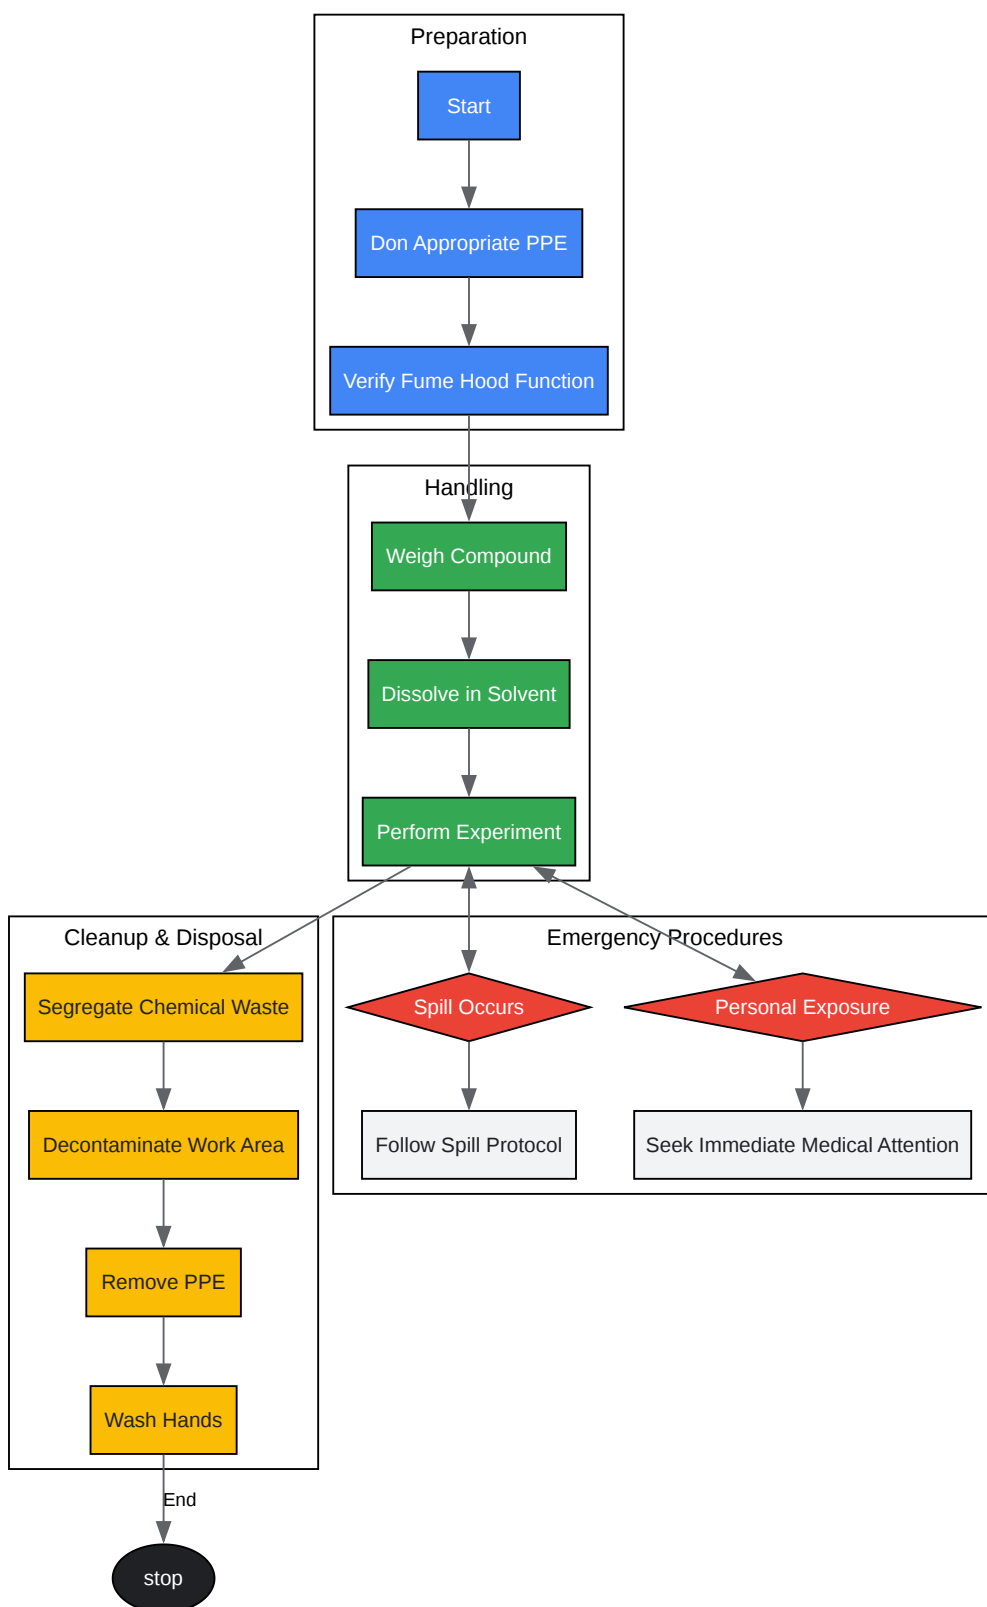 Preparation
Start
Don Appropriate PPE
Verify Fume Hood Function
Handling
Weigh Compound
Dissolve in Solvent
Perform Experiment
Cleanup & Disposal
Segregate Chemical Waste
Decontaminate Work Area
Remove PPE
Wash Hands
End
stop
Emergency Procedures
Spill Occurs
Personal Exposure
Follow Spill Protocol
Seek Immediate Medical Attention